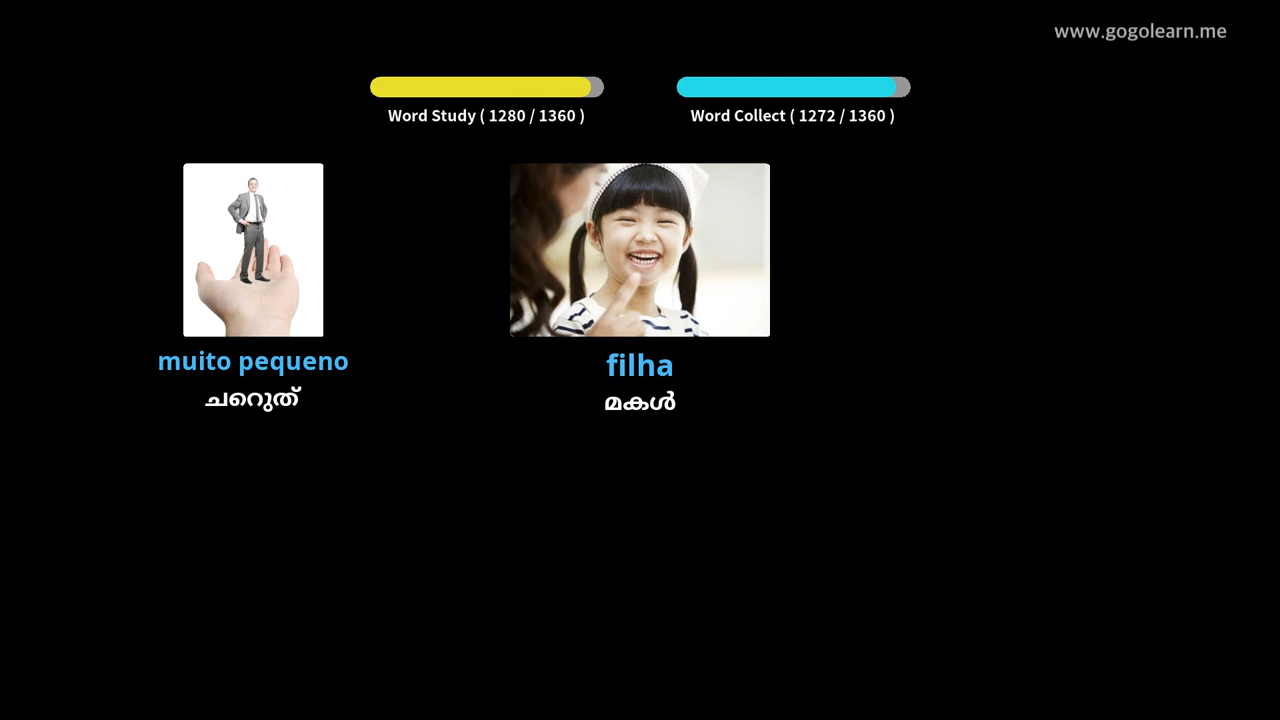 www.gogolearn.me
Word Study ( 1280 / 1360 )
Word Collect ( 1272 / 1360 )
muito pequeno
ചെറുത്
filha
മകൾ